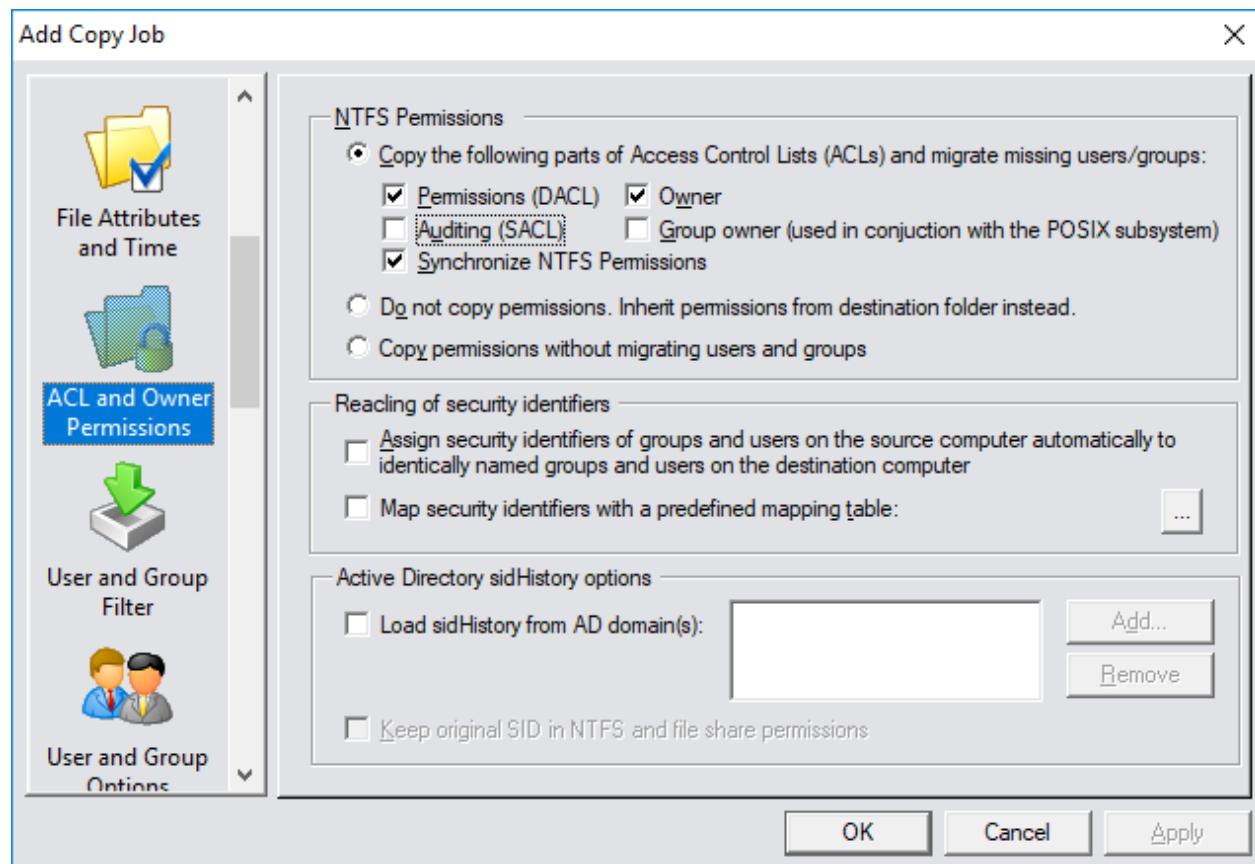 Add Copy Job
File Attributes
and Time
ACL and Owner
Permissions
User and Group
Filter
User and Group
Options
NTFS Permissions
Copy the following parts of Access Control Lists (ACLs) and migrate missing users/groups:
Permissions (DACL) Owner
Auditing (SACL) Group owner (used in conjuction with the POSIX subsystem)
Synchronize NTFS Permissions
Do not copy permissions. Inherit permissions from destination folder instead.
Copy permissions without migrating users and groups
Reacling of security identifiers
Assign security identifiers of groups and users on the source computer automatically to
identically named groups and users on the destination computer
Map security identifiers with a predefined mapping table:
...
Active Directory sidHistory options
Load sidHistory from AD domain(s):
Add...
Remove
Keep original SID in NTFS and file share permissions
OK Cancel Apply